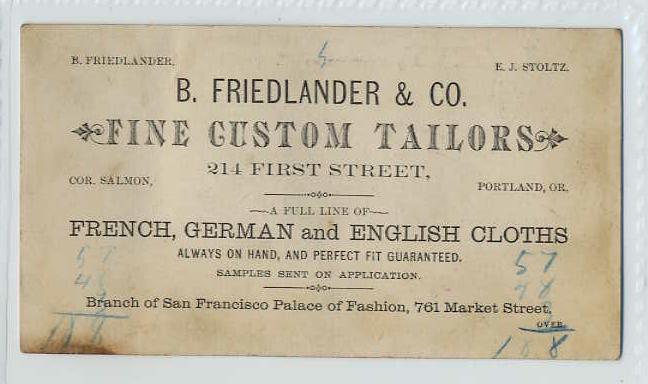 B. FRIEDLANDER.
E. J. STOLTZ.
B. FRIEDLANDER & CO.
FINE CUSTOM TAILORS
214 FIRST STREET,
COR. SALMON,
PORTLAND, OR.
A FULL LINE OF
FRENCH, GERMAN and ENGLISH CLOTHS
ALWAYS ON HAND, AND PERFECT FIT GUARANTEED.
SAMPLES SENT ON APPLICATION.
57
57
Branch of San Francisco Palace of Fashion, 761 Market Street.
OVER.